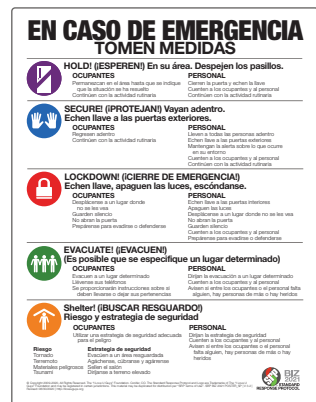 EN CASO DE EMERGENCIA
TOMEN MEDIDAS
HOLD! (¡ESPEREN!) En su área. Despejen los pasillos.
OCUPANTES
Permanezcan en el área hasta que se indique
que la situación se ha resuelto
Continúen con la actividad rutinaria
PERSONAL
Cierren la puerta y echen la llave
Cuenten a los ocupantes y al personal
Continúen con la actividad rutinaria
SECURE! (¡PROTEJAN!) Vayan adentro.
Echen llave a las puertas exteriores.
OCUPANTES
Regresen adentro
Continúen con la actividad rutinaria
PERSONAL
Lleven a todas las personas adentro
Echen llave a las puertas exteriores
Mantengan la alerta sobre lo que ocurre
en su entorno
Cuenten a los ocupantes y al personal
Continúen con la actividad rutinaria
LOCKDOWN! (¡CIERRE DE EMERGENCIA!)
Echen llave, apaguen las luces, escóndanse.
OCUPANTES
Desplácense a un lugar donde
no se les vea
Guarden silencio
No abran la puerta
Prepárense para evadirse o defenderse
PERSONAL
Echen llave a las puertas interiores
Apaguen las luces
Desplácense a un lugar donde no se les vea
No abran la puerta
Guarden silencio
Cuenten a los ocupantes y al personal
Prepárense para evadirse o defenderse
EVACUATE! (¡EVACUEN!)
(Es posible que se especifique un lugar determinado)
OCUPANTES
Evacuen a un lugar determinado
Llévense sus teléfonos
Se proporcionarán instrucciones sobre si
deben llevarse o dejar sus pertenencias
PERSONAL
Dirijan la evacuación a un lugar determinado
Cuenten a los ocupantes y al personal
Avisen si entre los ocupantes o el personal falta
alguien, hay personas de más o hay heridos
Shelter! (¡BUSCAR RESGUARDO!)
Riesgo y estrategia de seguridad
OCUPANTES
Utilizar una estrategia de seguridad adecuada
para el peligro
Riesgo Estrategia de seguridad
Tornado Evacuen a un área resguardada
Terremoto Agáchense, cúbranse y agárrense
Materiales peligrosos Sellen el salón
Tsunami Diríjanse a terreno elevado
PERSONAL
Dirijan la estrategia de seguridad
Cuenten a los ocupantes y al personal
Avisen si entre los ocupantes o el personal
falta alguien, hay personas de más o hay
heridos
BIZ
2021
STANDARD
RESPONSE PROTOCOL